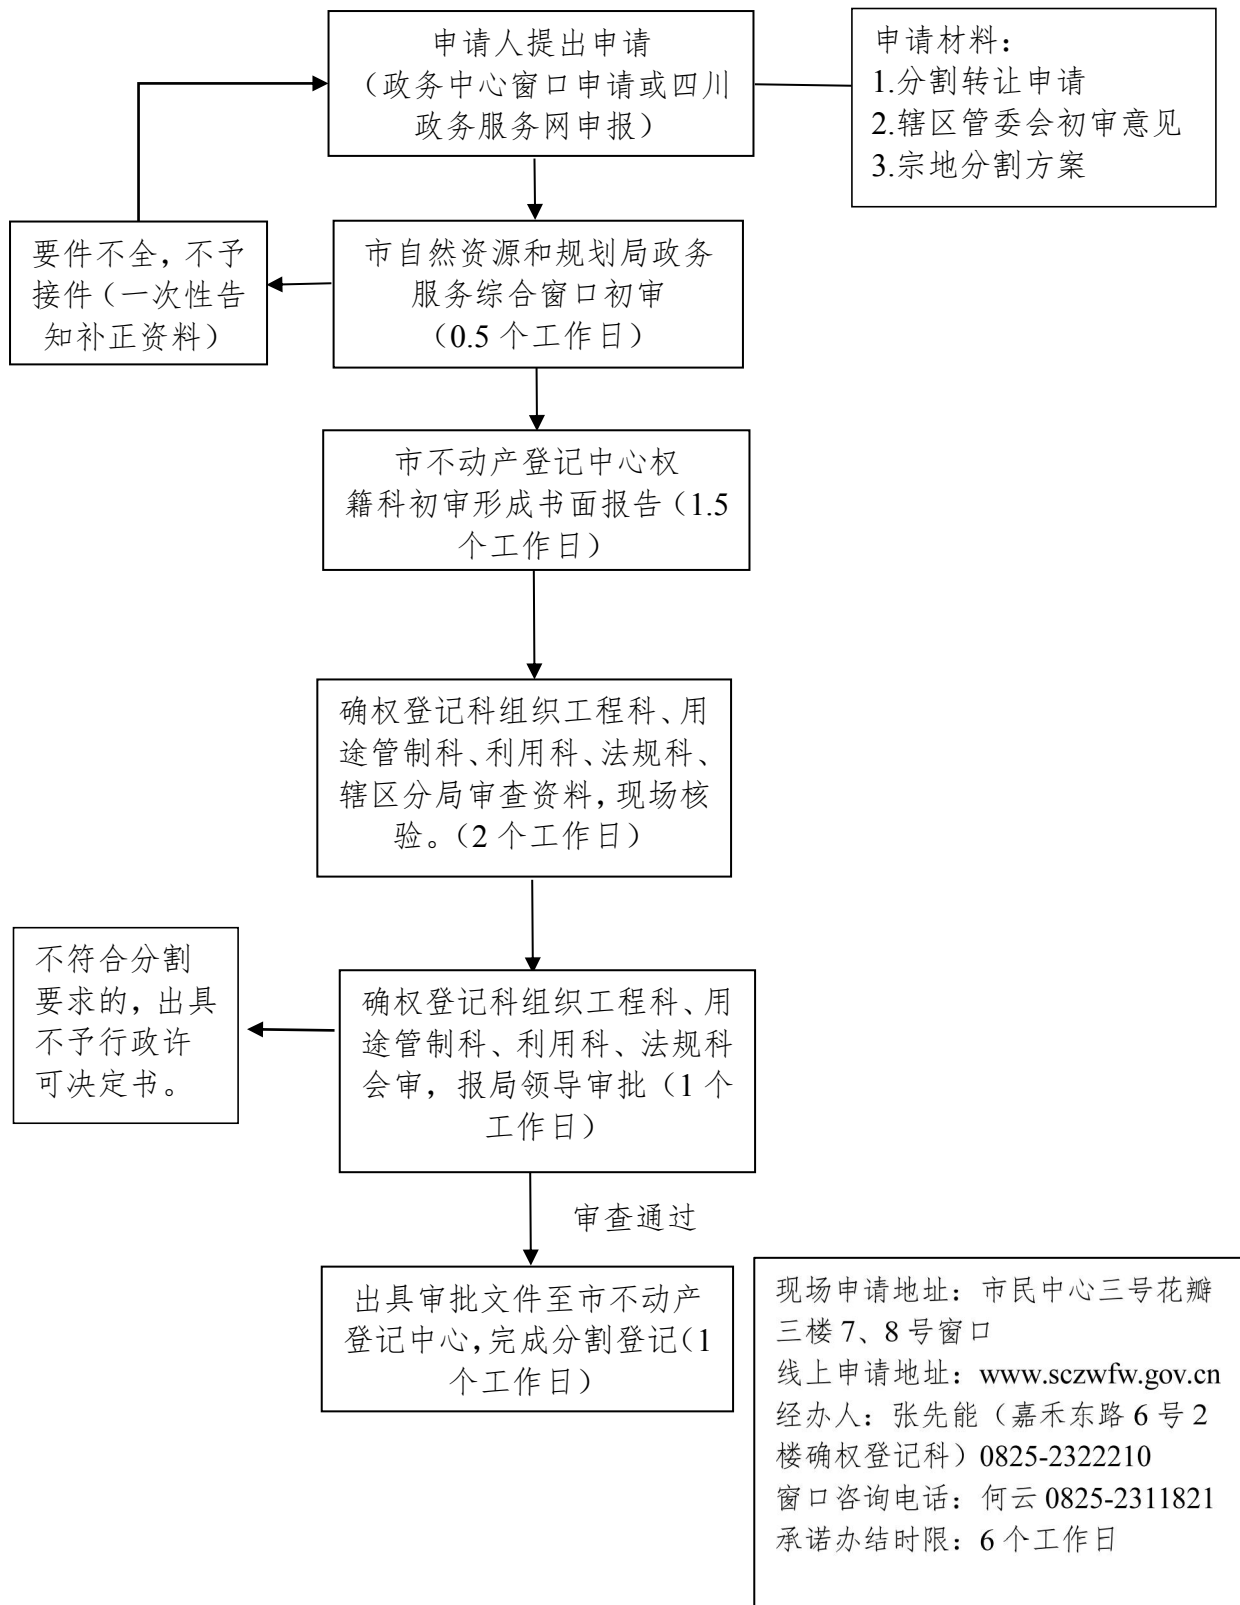 申请人提出申请
（政务中心窗口申请或四川
政务服务网申报）
申请材料：
1.分割转让申请
2.辖区管委会初审意见
3.宗地分割方案
要件不全，不予
接件（一次性告
知补正资料）
市自然资源和规划局政务
服务综合窗口初审
（0.5 个工作日）
市不动产登记中心权
籍科初审形成书面报告（1.5
个工作日）
确权登记科组织工程科、用
途管制科、利用科、法规科、
辖区分局审查资料，现场核
验。（2 个工作日）
不符合分割
要求的，出具
不予行政许
可决定书。
确权登记科组织工程科、用
途管制科、利用科、法规科
会审，报局领导审批（1 个
工作日）
审查通过
出具审批文件至市不动产
登记中心，完成分割登记（1
个工作日）
现场申请地址：市民中心三号花瓣
三楼 7、8 号窗口
线上申请地址：www.sczwfw.gov.cn
经办人：张先能（嘉禾东路 6 号 2
楼确权登记科）0825-2322210
窗口咨询电话：何云 0825-2311821
承诺办结时限：6 个工作日